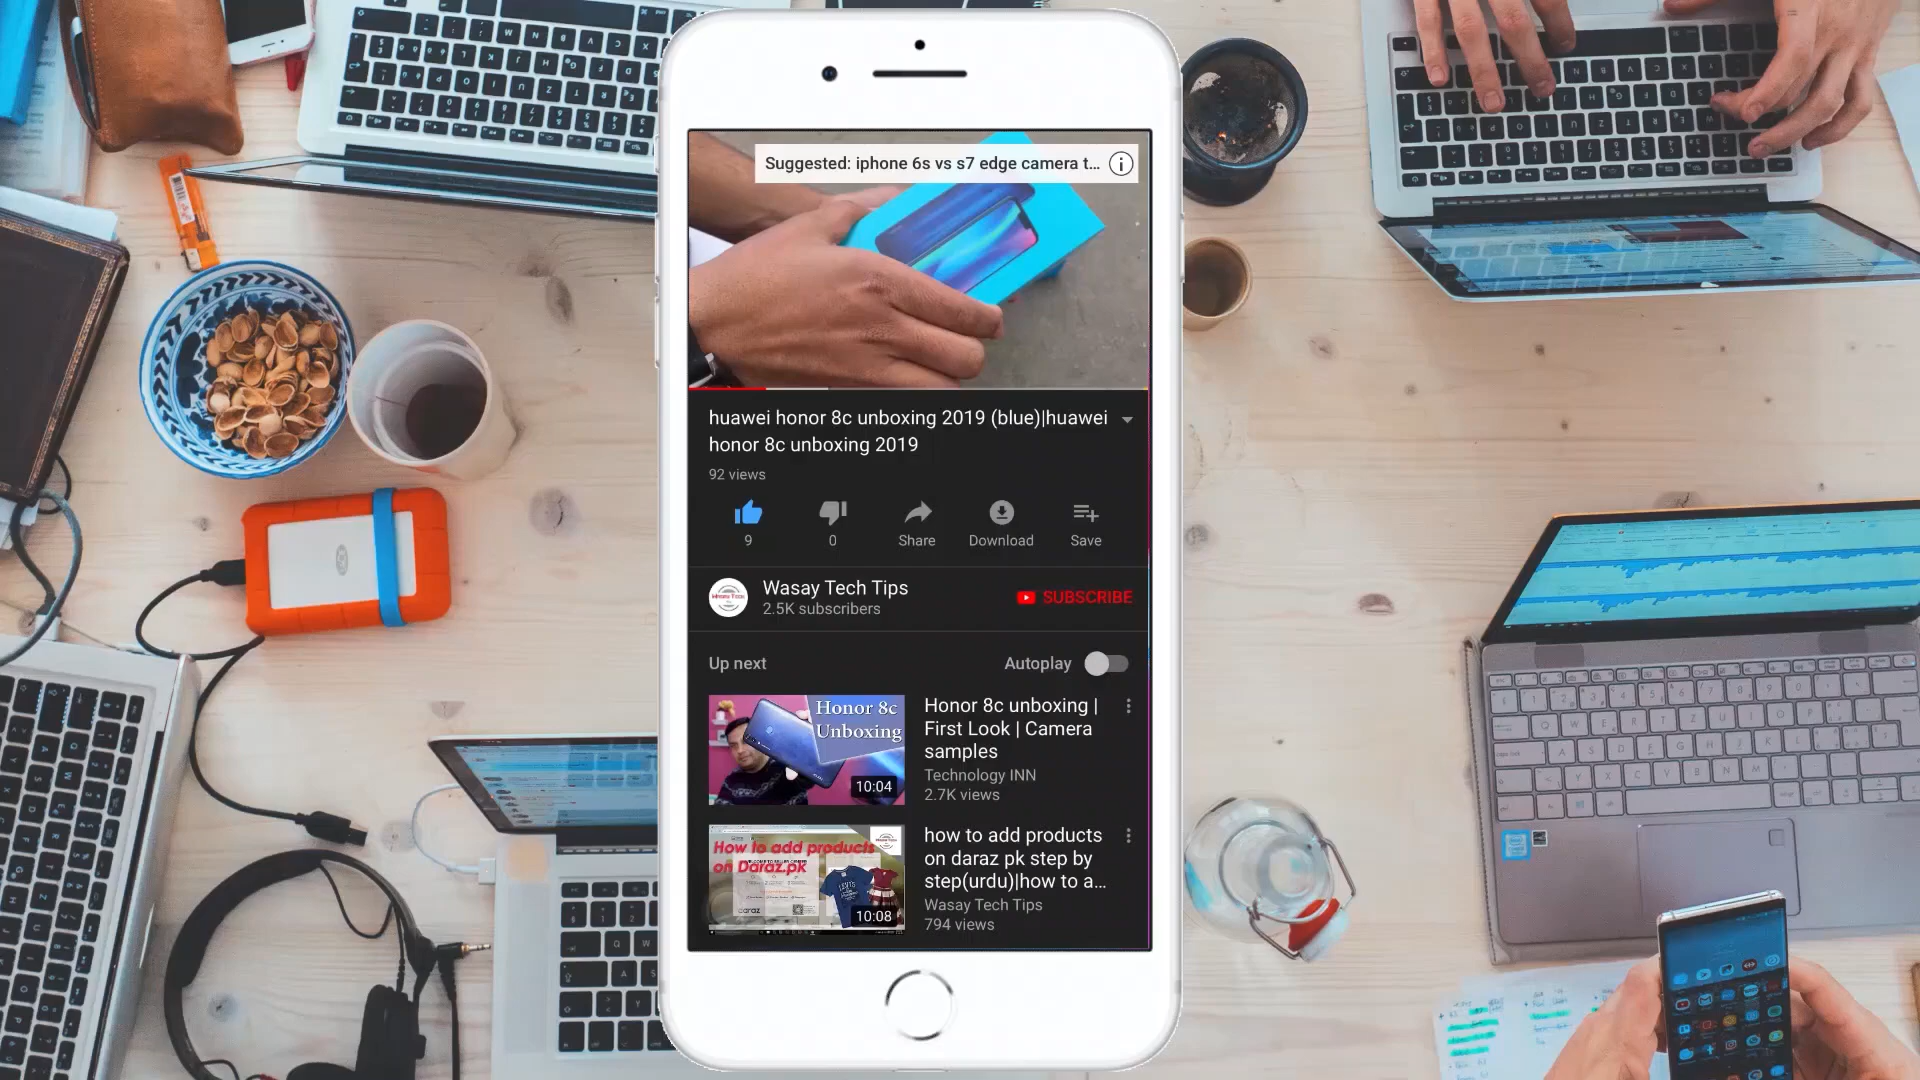 Suggested: iphone 6s vs s7 edge camera t...
huawei honor 8c unboxing 2019 (blue)|huawei
honor 8c unboxing 2019
92 views
9
0
Share
Download
Save
Wasay Tech Tips
2.5K subscribers
SUBSCRIBE
Up next
Autoplay
Honor 8c
Unboxing
10:04
Honor 8c unboxing |
First Look | Camera
samples
Technology INN
2.7K views
How to add products
on Daraz.pk
daraz
10:08
how to add products
on daraz pk step by
step(urdu)|how to a...
Wasay Tech Tips
794 views